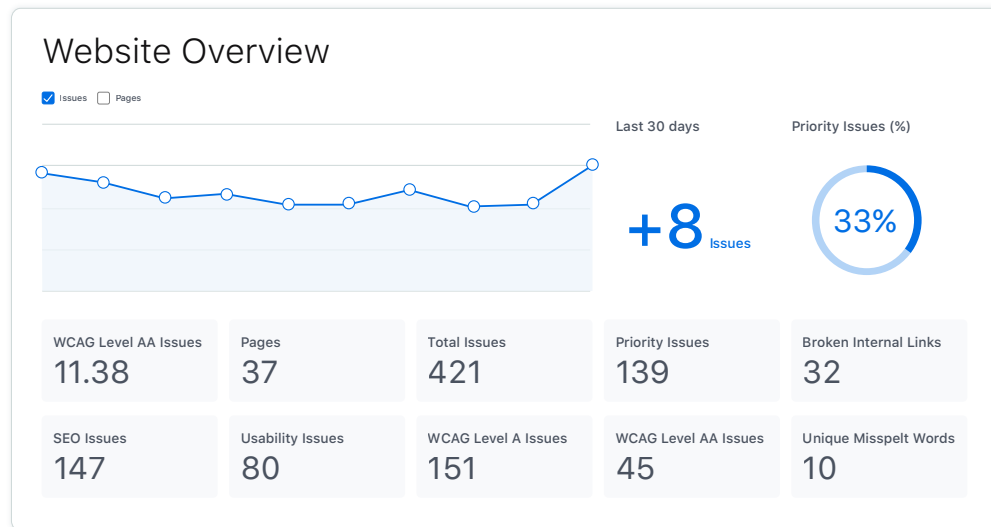 Website Overview
Issues Pages
Last 30 days Priority Issues (%)
+8 Issues 33%
WCAG Level AA Issues Pages Total Issues Priority Issues Broken Internal Links
11.38 37 421 139 32
SEO Issues Usability Issues WCAG Level A Issues WCAG Level AA Issues Unique Misspelt Words
147 80 151 45 10